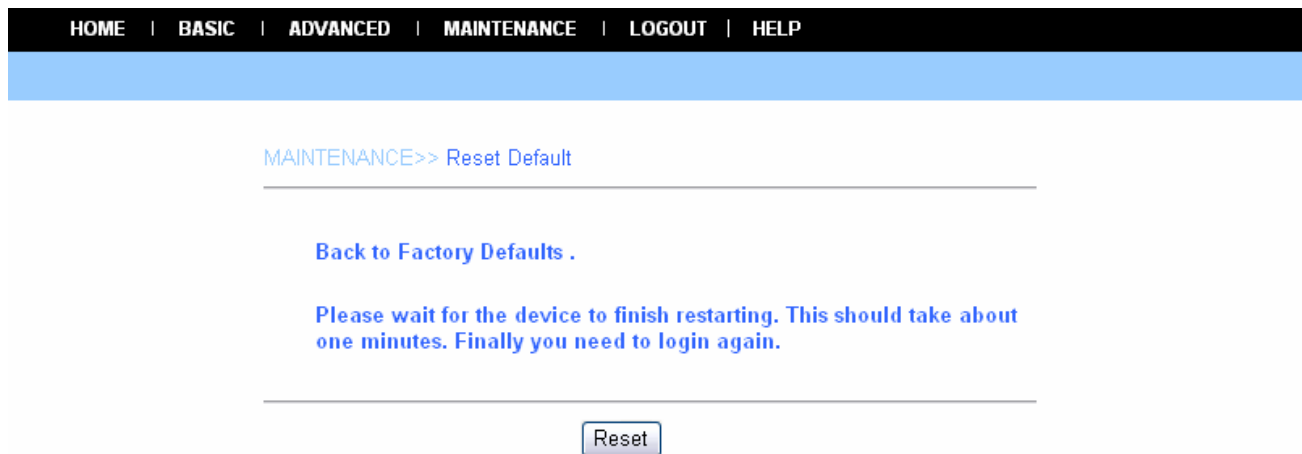 HOME | BASIC | ADVANCED | MAINTENANCE | LOGOUT | HELP
MAINTENANCE>> Reset Default
Back to Factory Defaults .
Please wait for the device to finish restarting. This should take about
one minutes. Finally you need to login again.
Reset